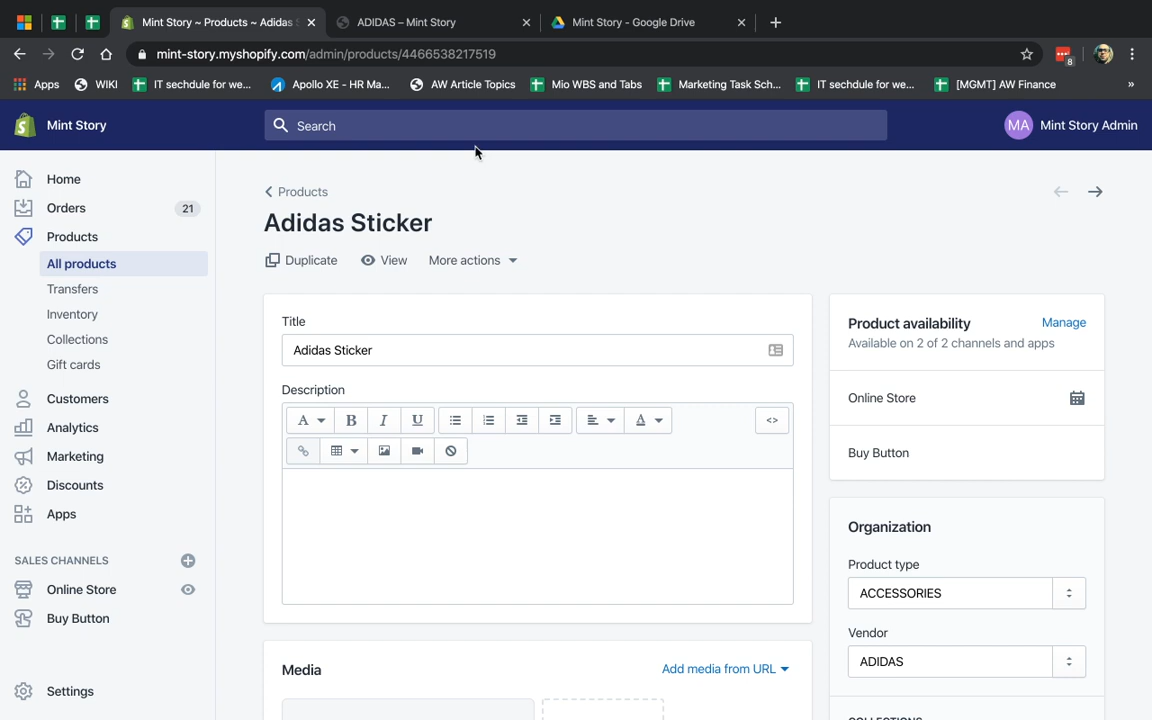 Mint Story ~ Products ~ Adidas S
ADIDAS – Mint Story
Mint Story - Google Drive
mint-story.myshopify.com/admin/products/4466538217519
8
Apps
WIKI
IT sechdule for we...
Apollo XE - HR Ma...
AW Article Topics
Mio WBS and Tabs
Marketing Task Sch...
IT sechdule for we...
[MGMT] AW Finance
»
Mint Story
Search
MA
Mint Story Admin
Home
Orders
21
Products
All products
Transfers
Inventory
Collections
Gift cards
Customers
Analytics
Marketing
Discounts
Apps
SALES CHANNELS
Online Store
Buy Button
Settings
Products
Adidas Sticker
Duplicate
View
More actions
Title
Adidas Sticker
Description
A B I U A <>
Media
Add media from URL
Product availability
Manage
Available on 2 of 2 channels and apps
Online Store
Buy Button
Organization
Product type
ACCESSORIES
Vendor
ADIDAS
COLLECTIONS